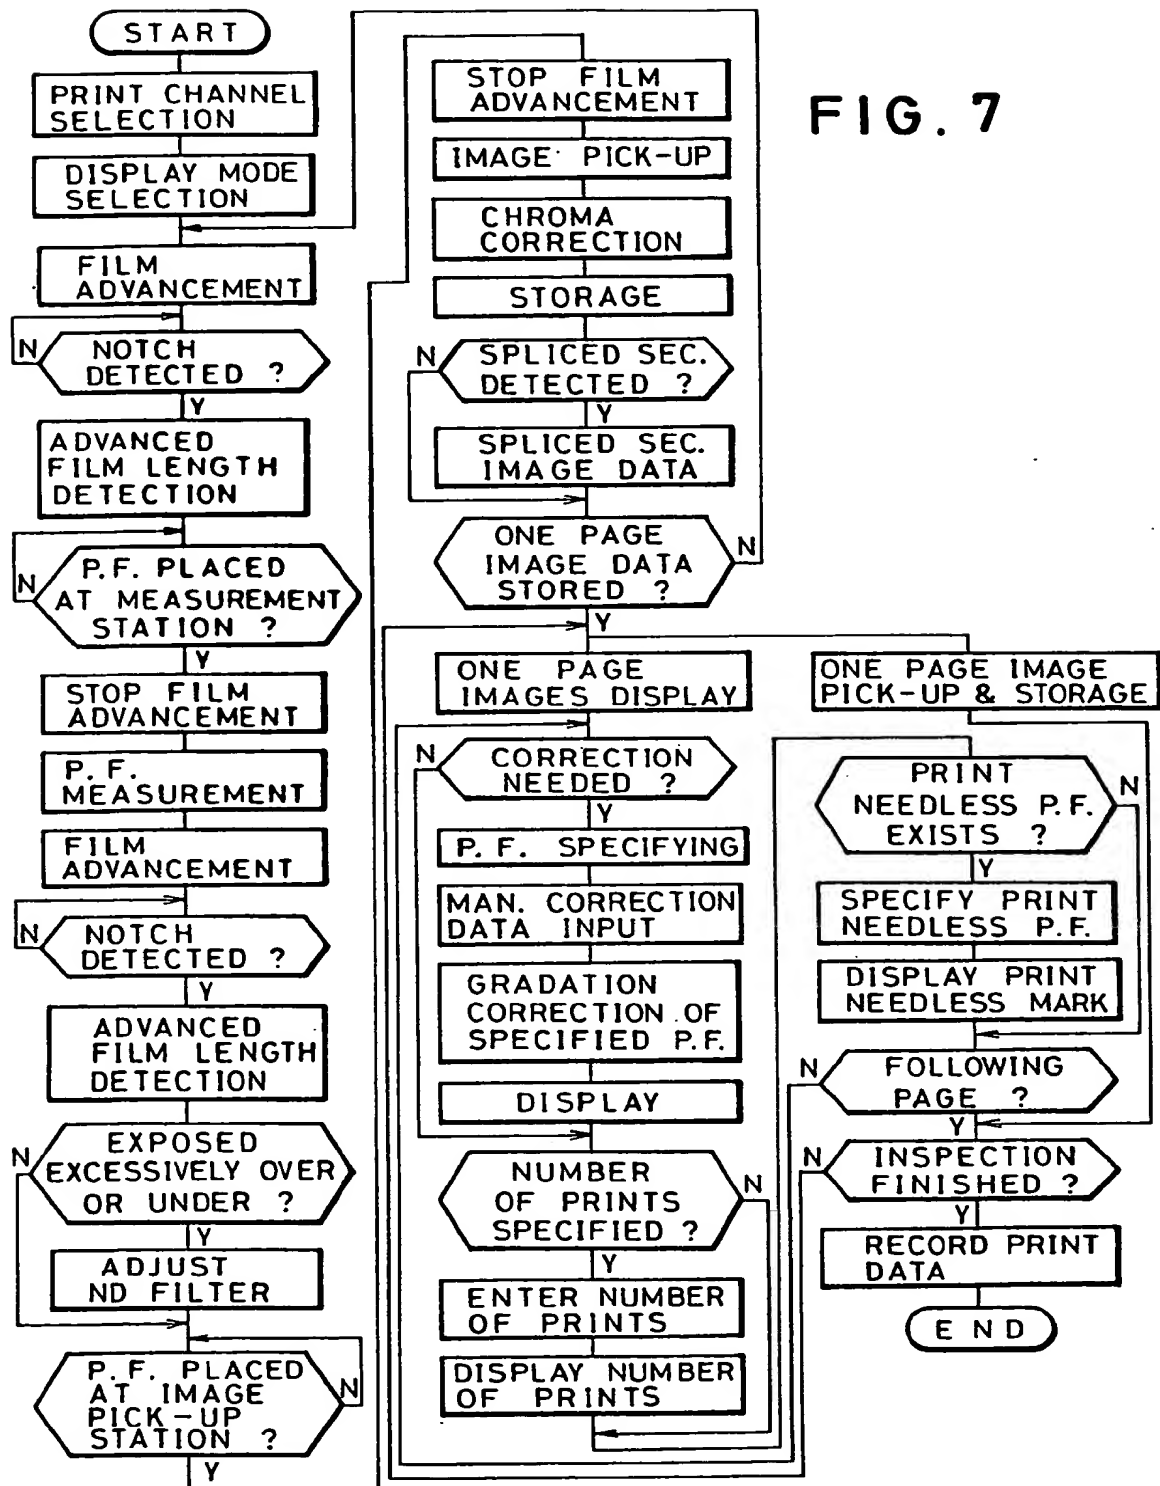 START
PRINT CHANNEL
SELECTION
DISPLAY MODE
SELECTION
FILM
ADVANCEMENT
N
NOTCH
DETECTED ?
Y
ADVANCED
FILM LENGTH
DETECTION
N
P.F. PLACED
AT MEASUREMENT
STATION ?
Y
STOP FILM
ADVANCEMENT
P. F.
MEASUREMENT
FILM
ADVANCEMENT
N
NOTCH
DETECTED ?
Y
ADVANCED
FILM LENGTH
DETECTION
N
EXPOSED
EXCESSIVELY OVER
OR UNDER ?
Y
ADJUST
ND FILTER
P. F. PLACED
AT IMAGE
PICK-UP
STATION ?
N
Y
STOP FILM
ADVANCEMENT
IMAGE PICK-UP
CHROMA
CORRECTION
STORAGE
N
SPLICED SEC.
DETECTED ?
Y
SPLICED SEC.
IMAGE DATA
ONE PAGE
IMAGE DATA
STORED ?
N
Y
ONE PAGE
IMAGES DISPLAY
N
CORRECTION
NEEDED ?
Y
P. F. SPECIFYING
MAN. CORRECTION
DATA INPUT
GRADATION
CORRECTION OF
SPECIFIED P.F.
DISPLAY
NUMBER
OF PRINTS
SPECIFIED ?
N
Y
ENTER NUMBER
OF PRINTS
DISPLAY NUMBER
OF PRINTS
FIG. 7
ONE PAGE IMAGE
PICK-UP & STORAGE
PRINT
NEEDLESS P.F.
EXISTS ?
N
Y
SPECIFY PRINT
NEEDLESS P.F.
DISPLAY PRINT
NEEDLESS MARK
N
FOLLOWING
PAGE ?
Y
N
INSPECTION
FINISHED ?
Y
RECORD PRINT
DATA
END